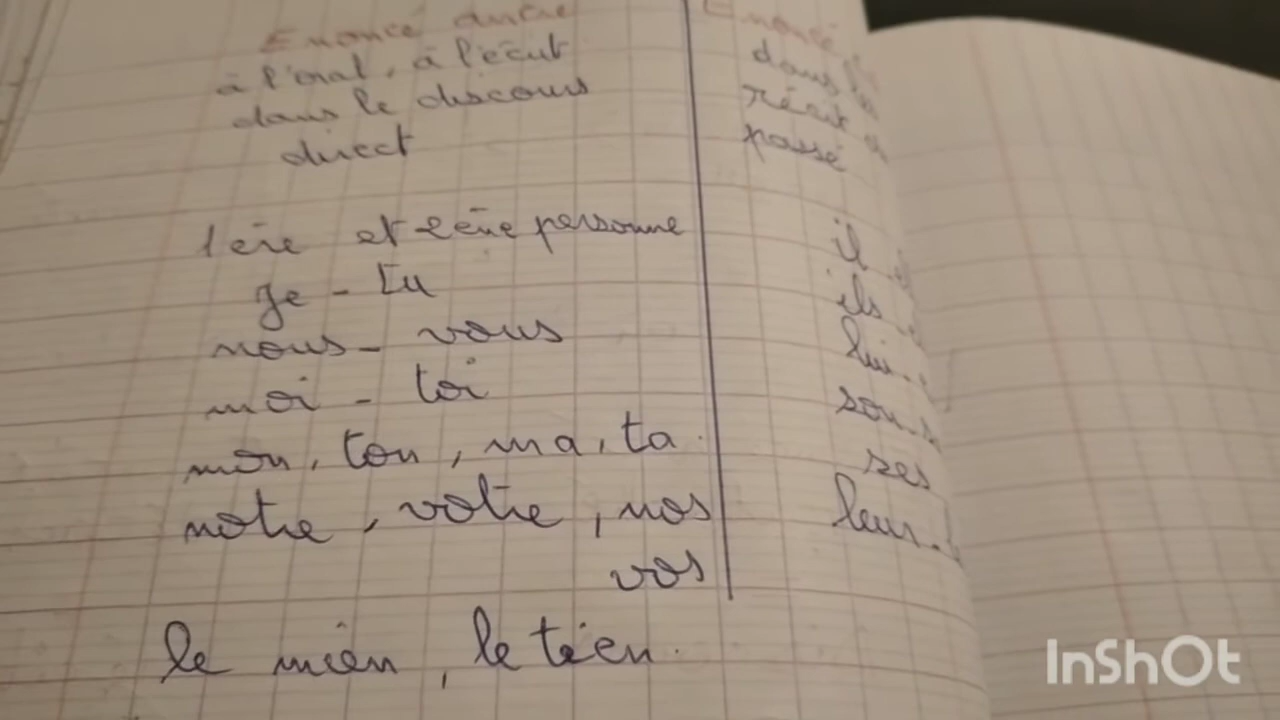 Enoncé ancré
à l'oral, à l'écrit
dans le discours
direct
1ère et 2ème personne
je - tu
nous - vous
moi - toi
mon, ton, ma, ta.
notre, votre, nos
vos
le mien, le tien.
Enoncé
dans
récit
passé
il
ils
lui -
son -
ses
leur -
InShOt